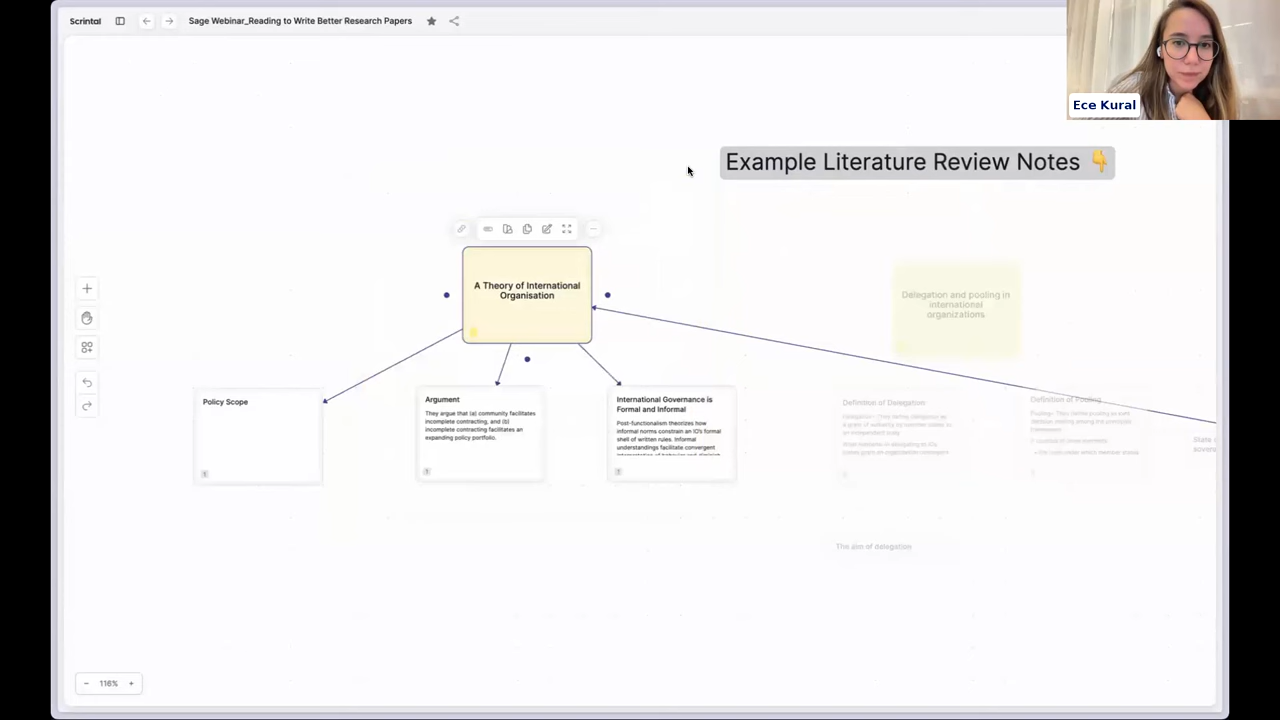 Scrintal
Sage Webinar_Reading to Write Better Research Papers
Ece Kural
Example Literature Review Notes 👇
A Theory of International
Organisation
Delegation and pooling in
international
organizations
Policy Scope
1
Argument
They argue that (a) community facilitates
incomplete contracting, and (b)
incomplete contracting facilitates an
expanding policy portfolio.
1
International Governance is
Formal and Informal
Post-functionalism theorizes how
informal norms constrain an IO's formal
shell of written rules. Informal
understandings facilitate convergent
Definition of Delegation
Definition of Pooling
State
The aim of delegation
116%